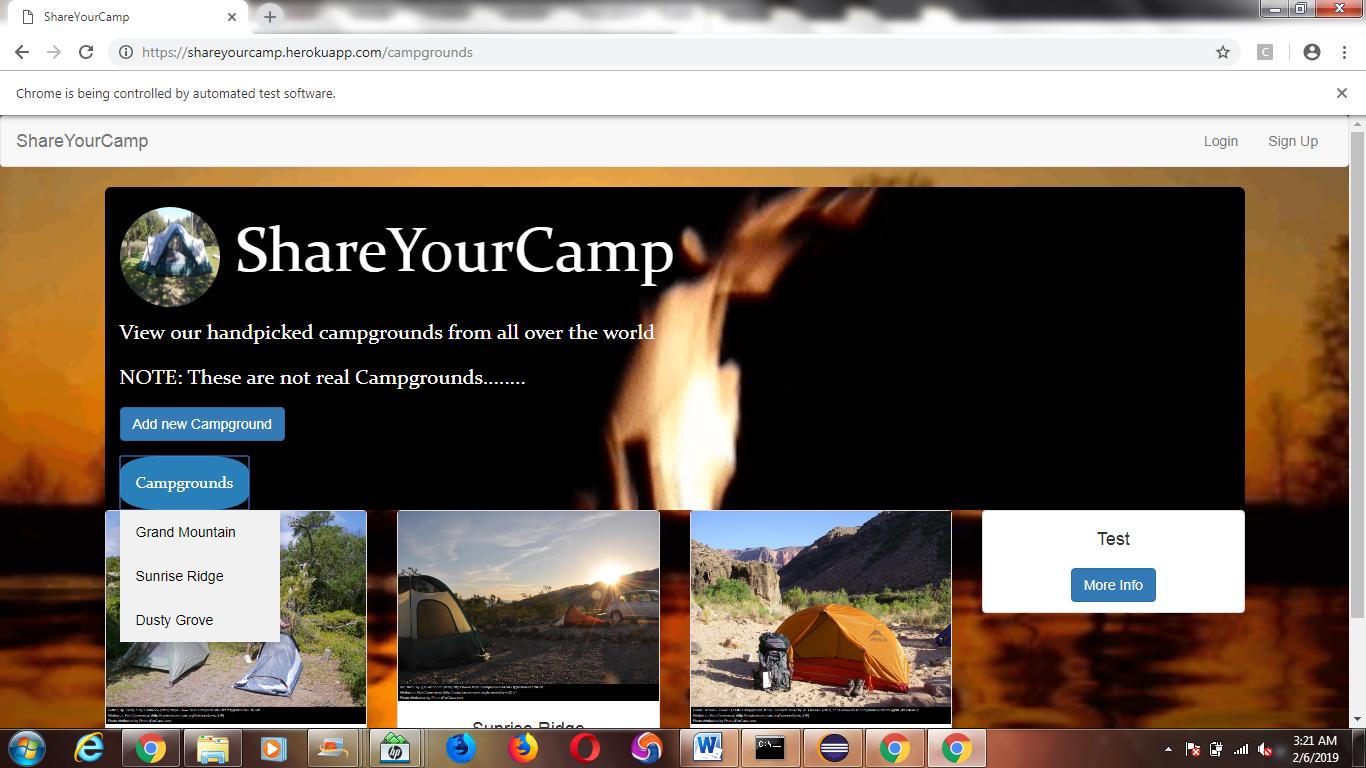 ShareYourCamp
https://shareyourcamp.herokuapp.com/campgrounds
C
Chrome is being controlled by automated test software.
ShareYourCamp
Login
Sign Up
ShareYourCamp
View our handpicked campgrounds from all over the world
NOTE: These are not real Campgrounds........
Add new Campground
Campgrounds
Grand Mountain
Sunrise Ridge
Dusty Grove
Test
More Info
Sunrise Ridge
3:21 AM
2/6/2019